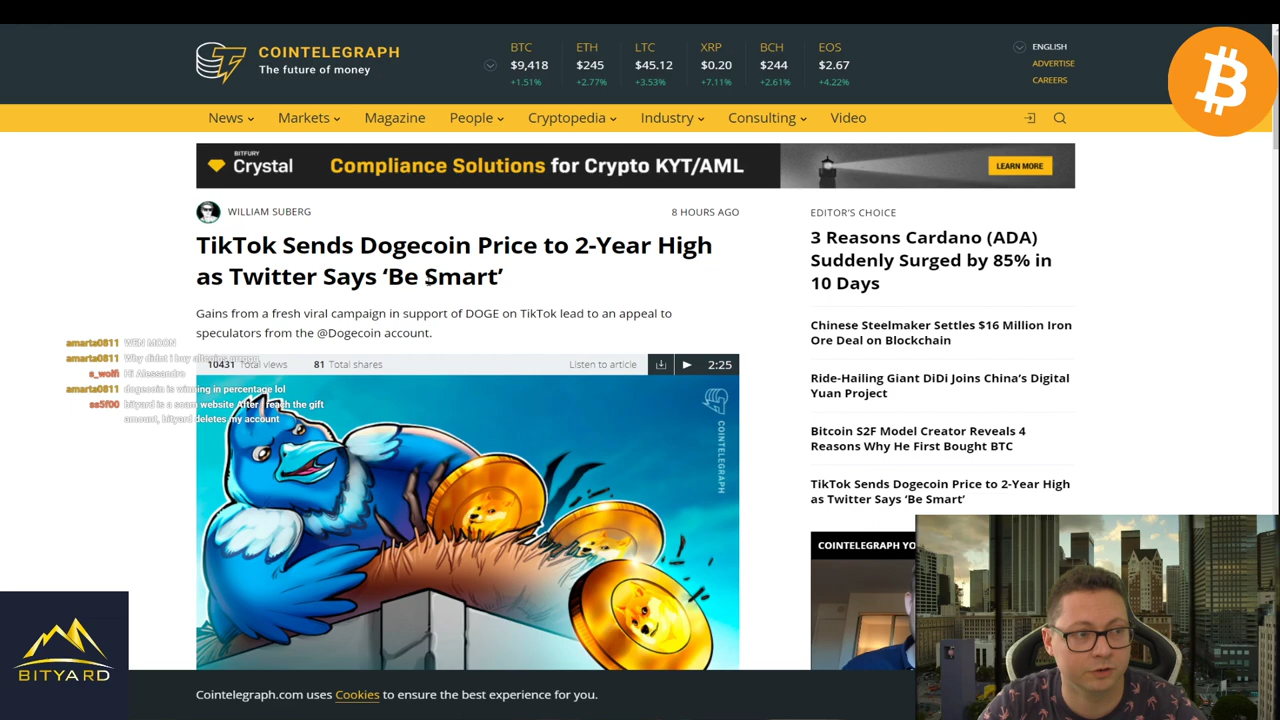 COINTELEGRAPH
The future of money
BTC
$9,418
+1.51%
ETH
$245
+2.77%
LTC
$45.12
+3.53%
XRP
$0.20
+7.11%
BCH
$244
+2.61%
EOS
$2.67
+4.22%
ENGLISH
ADVERTISE
CAREERS
News
Markets
Magazine
People
Cryptopedia
Industry
Consulting
Video
BITFURY
Crystal
Compliance Solutions for Crypto KYT/AML
LEARN MORE
WILLIAM SUBERG
8 HOURS AGO
TikTok Sends Dogecoin Price to 2-Year High
as Twitter Says ‘Be Smart’
Gains from a fresh viral campaign in support of DOGE on TikTok lead to an appeal to
speculators from the @Dogecoin account.
10431 Total views
81 Total shares
Listen to article
2:25
amarta0811 WEN MOON
amarta0811 Why didnt i buy altcoins
s_wolfi Hi Alessandro
amarta0811 dogecoin is winning in percentage lol
ss5f00 bityard is a scam website After I reach the gift
amount, bityard deletes my account
COINTELEGRAPH
EDITOR'S CHOICE
3 Reasons Cardano (ADA)
Suddenly Surged by 85% in
10 Days
Chinese Steelmaker Settles $16 Million Iron
Ore Deal on Blockchain
Ride-Hailing Giant DiDi Joins China's Digital
Yuan Project
Bitcoin S2F Model Creator Reveals 4
Reasons Why He First Bought BTC
TikTok Sends Dogecoin Price to 2-Year High
as Twitter Says ‘Be Smart’
COINTELEGRAPH YO
BITYARD
Cointelegraph.com uses Cookies to ensure the best experience for you.